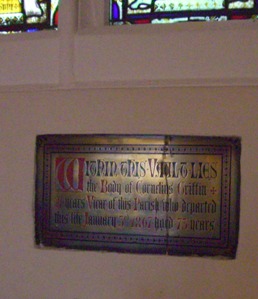 WITHIN THIS VAULT LIES
the Body of Cornelius Griffin
years Vicar of this Parish who departed
this life January aged 75 years.